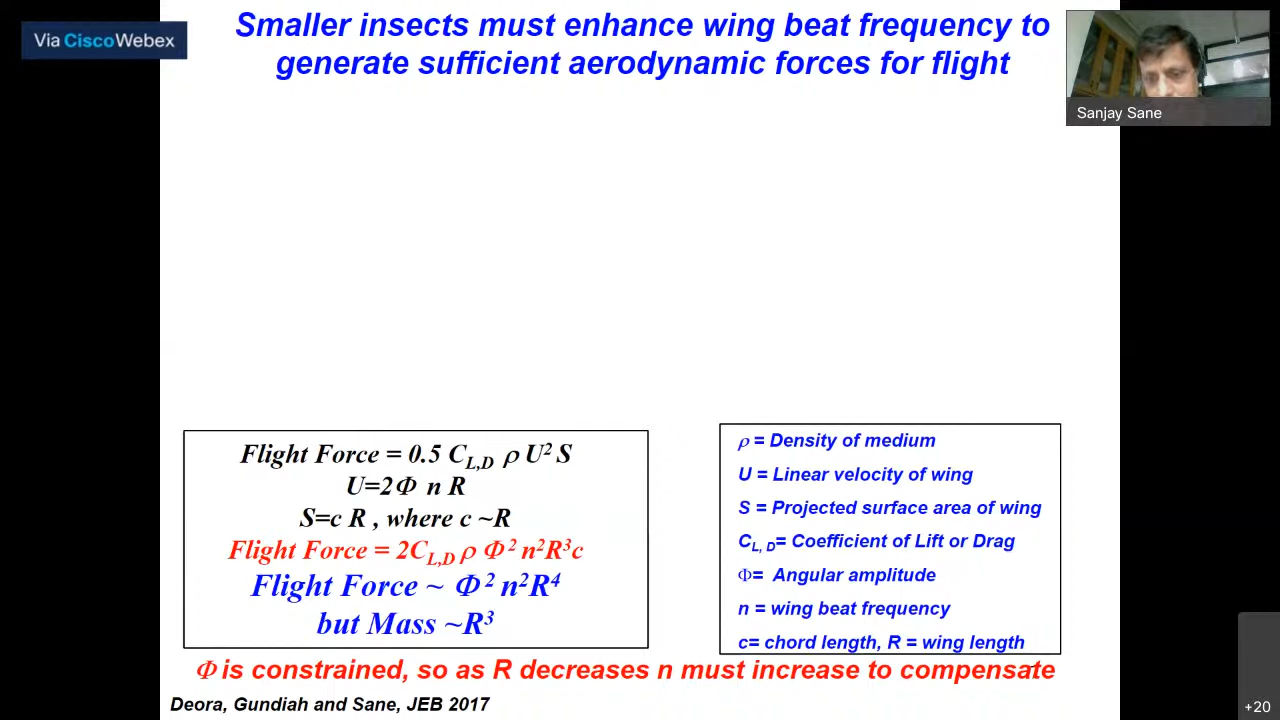 Via CiscoWebex
Smaller insects must enhance wing beat frequency to
generate sufficient aerodynamic forces for flight
Sanjay Sane
Flight Force = 0.5 C_{L,D} ρ U² S
U=2Φ n R
S=c R , where c ~R
Flight Force = 2C_{L,D} ρ Φ² n²R³c
Flight Force ~ Φ² n²R⁴
but Mass ~R³
ρ = Density of medium
U = Linear velocity of wing
S = Projected surface area of wing
C_{L, D}= Coefficient of Lift or Drag
Φ= Angular amplitude
n = wing beat frequency
c= chord length, R = wing length
Φ is constrained, so as R decreases n must increase to compensate
Deora, Gundiah and Sane, JEB 2017
+20